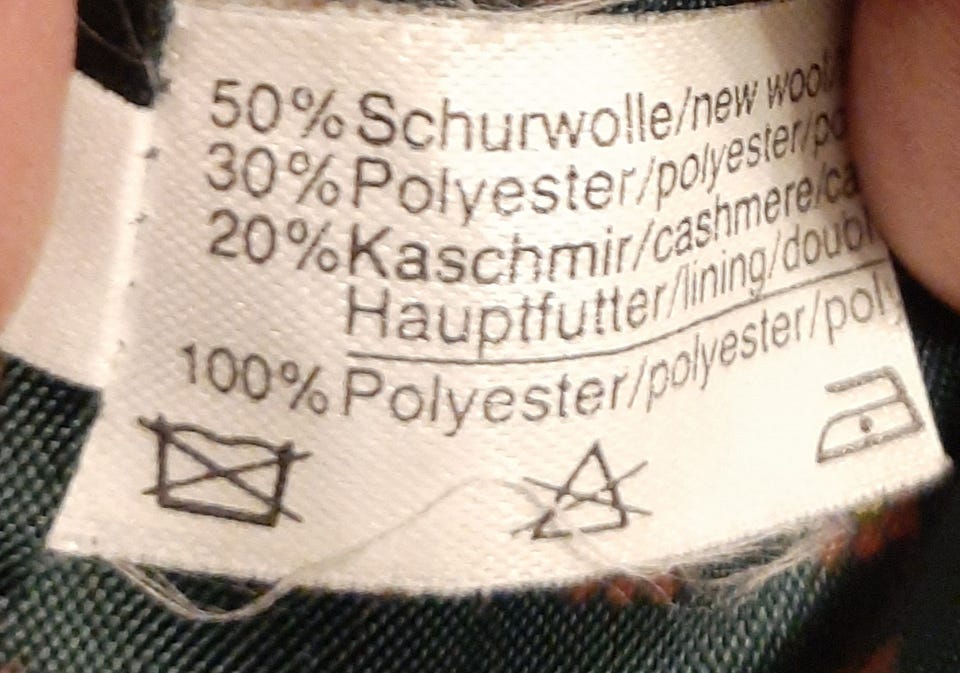 50% Schurwolle/new wool
30% Polyester/polyester/
20% Kaschmir/cashmere/
Hauptfutter/lining/
100% Polyester/polyester/